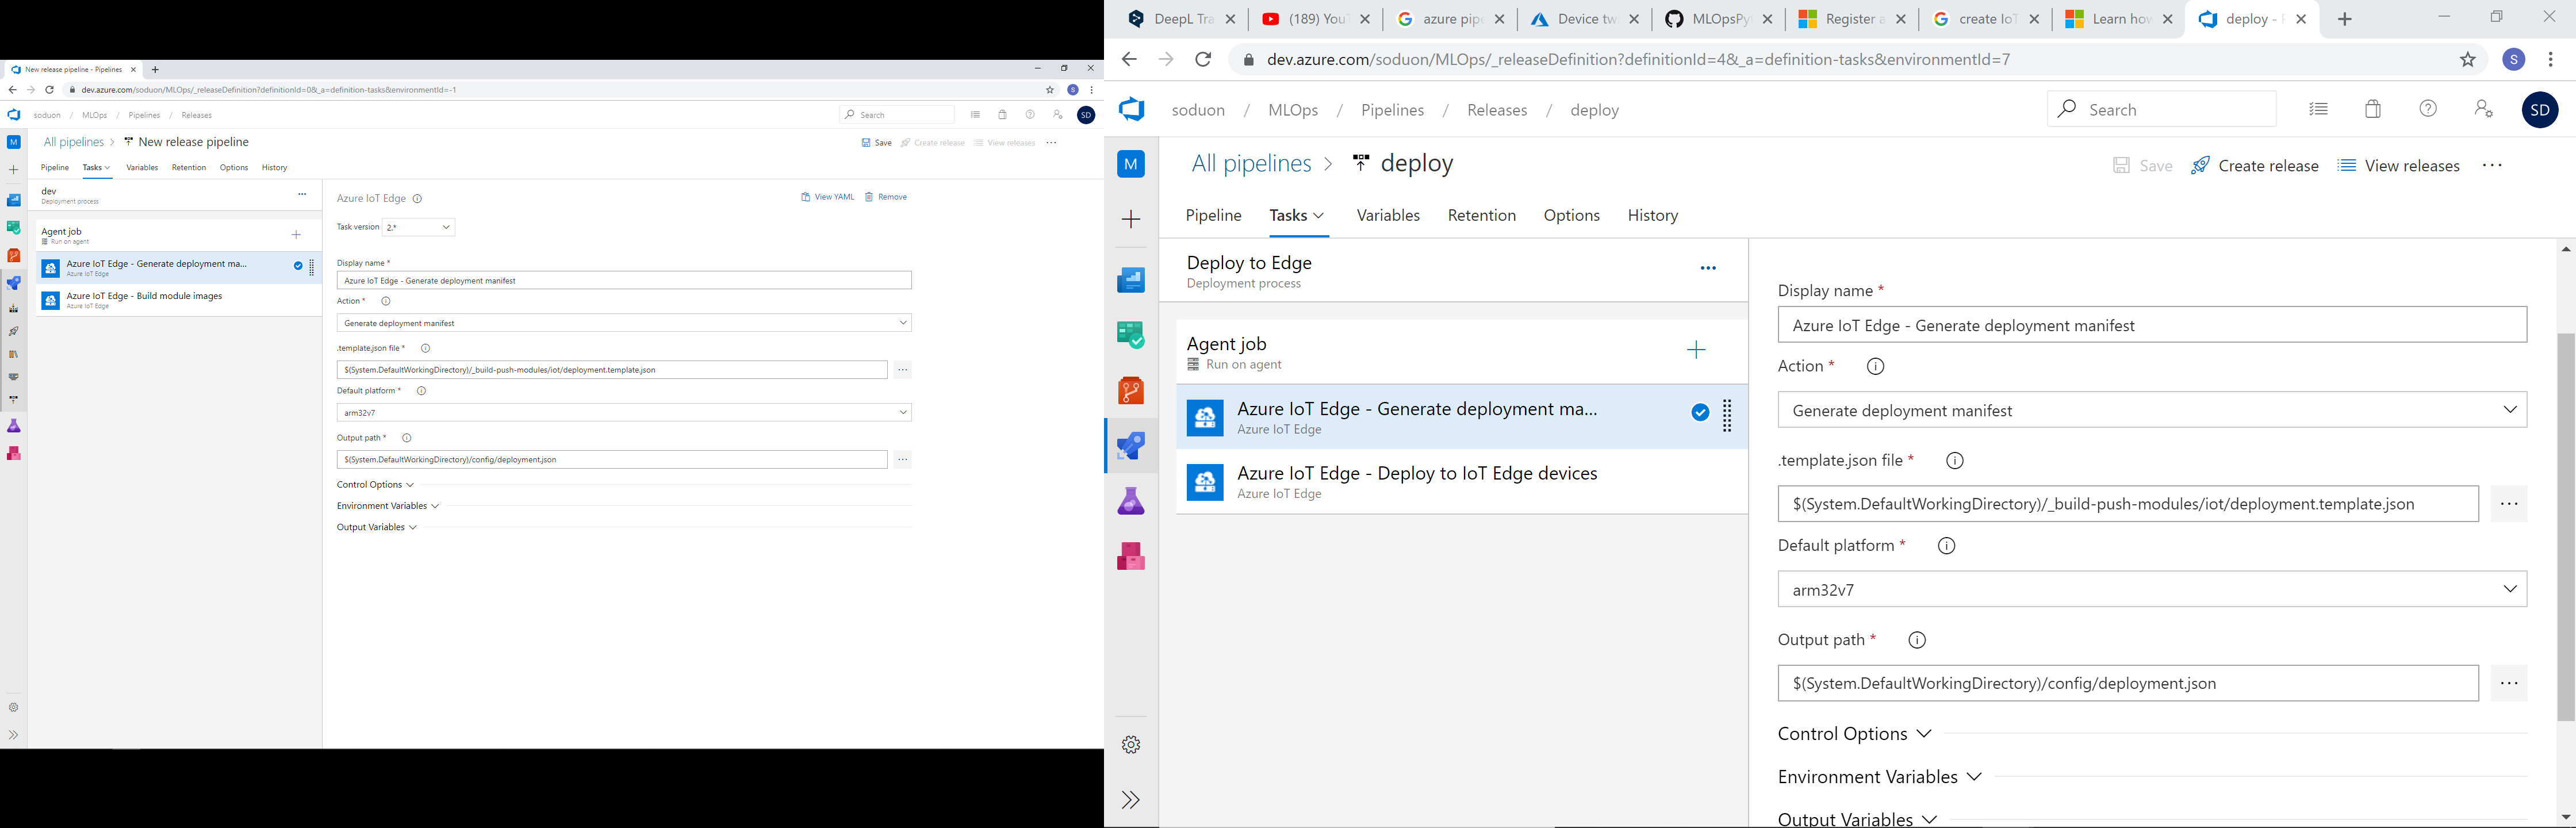 New release pipeline - Pipelines
dev.azure.com/soduon/MLOps/_releaseDefinition?definitionId=0&_a=definition-tasks&environmentId=-1
S
soduon / MLOps / Pipelines / Releases
Search
SD
M
All pipelines > New release pipeline
Save Create release View releases ...
Pipeline Tasks Variables Retention Options History
dev
Deployment process
Agent job
Run on agent
Azure IoT Edge - Generate deployment ma...
Azure IoT Edge
Azure IoT Edge - Build module images
Azure IoT Edge
Azure IoT Edge
View YAML Remove
Task version 2.*
Display name *
Azure IoT Edge - Generate deployment manifest
Action *
Generate deployment manifest
.template.json file *
$(System.DefaultWorkingDirectory)/_build-push-modules/iot/deployment.template.json
Default platform *
arm32v7
Output path *
$(System.DefaultWorkingDirectory)/config/deployment.json
Control Options
Environment Variables
Output Variables
DeepL Tra (189) YouT azure pipe Device tw MLOpsPy Register a create IoT Learn how deploy - P
dev.azure.com/soduon/MLOps/_releaseDefinition?definitionId=4&_a=definition-tasks&environmentId=7
S
soduon / MLOps / Pipelines / Releases / deploy
Search
SD
M
All pipelines > deploy
Save Create release View releases ...
Pipeline Tasks Variables Retention Options History
Deploy to Edge
Deployment process
Agent job
Run on agent
Azure IoT Edge - Generate deployment ma...
Azure IoT Edge
Azure IoT Edge - Deploy to IoT Edge devices
Azure IoT Edge
Display name *
Azure IoT Edge - Generate deployment manifest
Action *
Generate deployment manifest
.template.json file *
$(System.DefaultWorkingDirectory)/_build-push-modules/iot/deployment.template.json
Default platform *
arm32v7
Output path *
$(System.DefaultWorkingDirectory)/config/deployment.json
Control Options
Environment Variables
Output Variables